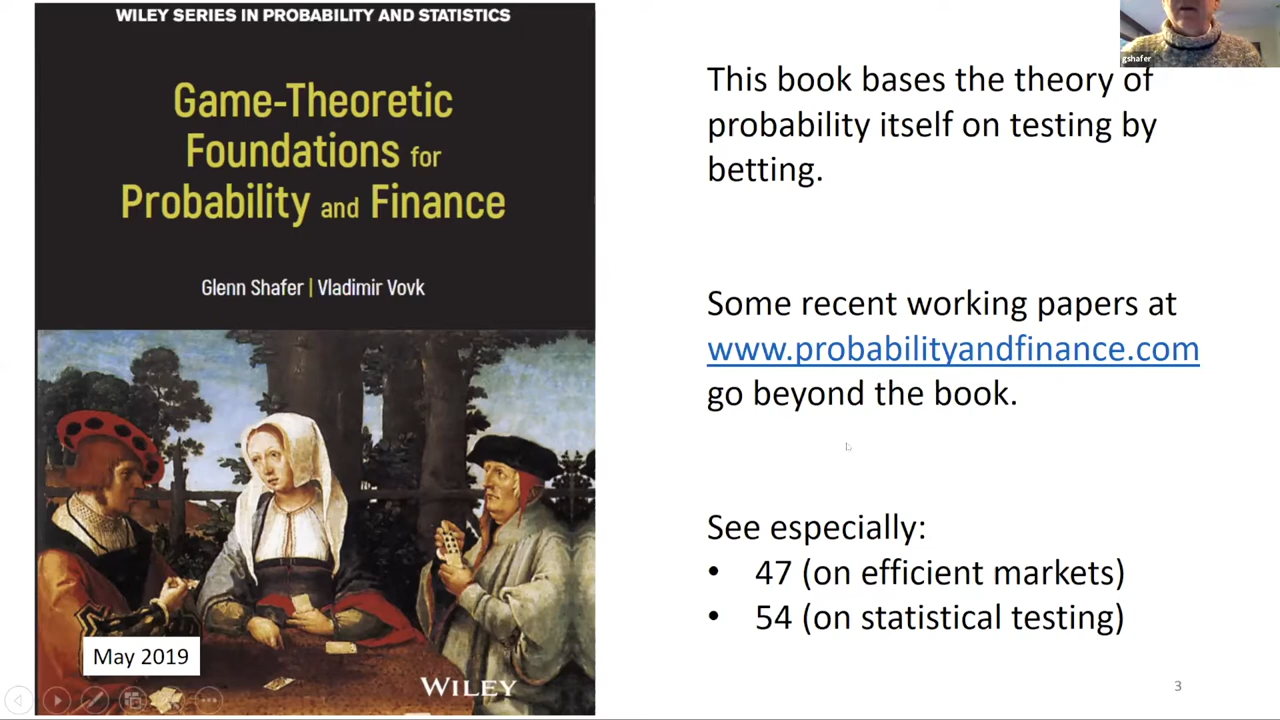 WILEY SERIES IN PROBABILITY AND STATISTICS
Game-Theoretic
Foundations for
Probability and Finance
Glenn Shafer | Vladimir Vovk
May 2019
WILEY
gshafer
This book bases the theory of
probability itself on testing by
betting.
Some recent working papers at
www.probabilityandfinance.com
go beyond the book.
See especially:
• 47 (on efficient markets)
• 54 (on statistical testing)
3